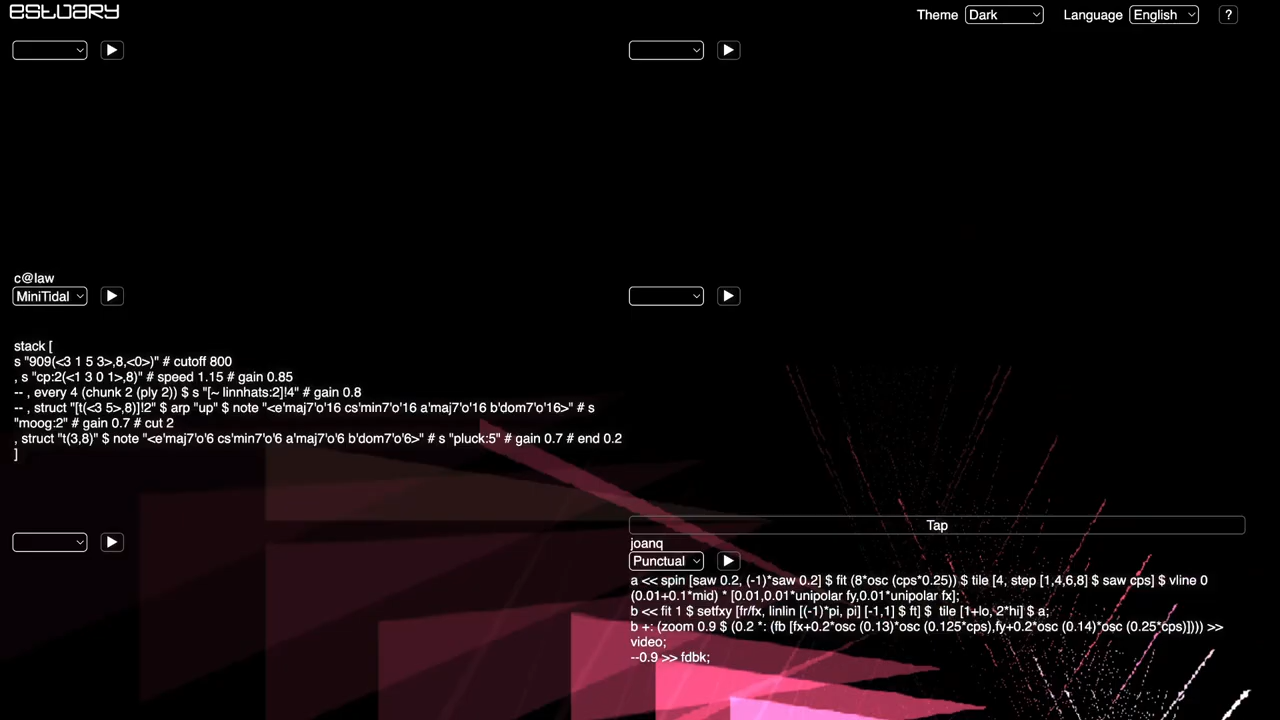 estuary
Theme Dark Language English ?
c@law
MiniTidal
stack [
s "909(<3 1 5 3>,8,<0>)" # cutoff 800
, s "cp:2(<1 3 0 1>,8)" # speed 1.15 # gain 0.85
-- , every 4 (chunk 2 (ply 2)) $ s "[~ linnhats:2]!4" # gain 0.8
-- , struct "[t(<3 5>,8)]!2" $ arp "up" $ note "<e'maj7'o'16 cs'min7'o'16 a'maj7'o'16 b'dom7'o'16>" # s
"moog:2" # gain 0.7 # cut 2
, struct "t(3,8)" $ note "<e'maj7'o'6 cs'min7'o'6 a'maj7'o'6 b'dom7'o'6>" # s "pluck:5" # gain 0.7 # end 0.2
]
Tap
joanq
Punctual
a << spin [saw 0.2, (-1)*saw 0.2] $ fit (8*osc (cps*0.25)) $ tile [4, step [1,4,6,8] $ saw cps] $ vline 0
(0.01+0.1*mid) * [0.01,0.01*unipolar fy,0.01*unipolar fx];
b << fit 1 $ setfxy [fr/fx, linlin [(-1)*pi, pi] [-1,1] $ ft] $ tile [1+lo, 2*hi] $ a;
b +: (zoom 0.9 $ (0.2 *: (fb [fx+0.2*osc (0.13)*osc (0.125*cps),fy+0.2*osc (0.14)*osc (0.25*cps)]))) >>
video;
--0.9 >> fdbk;